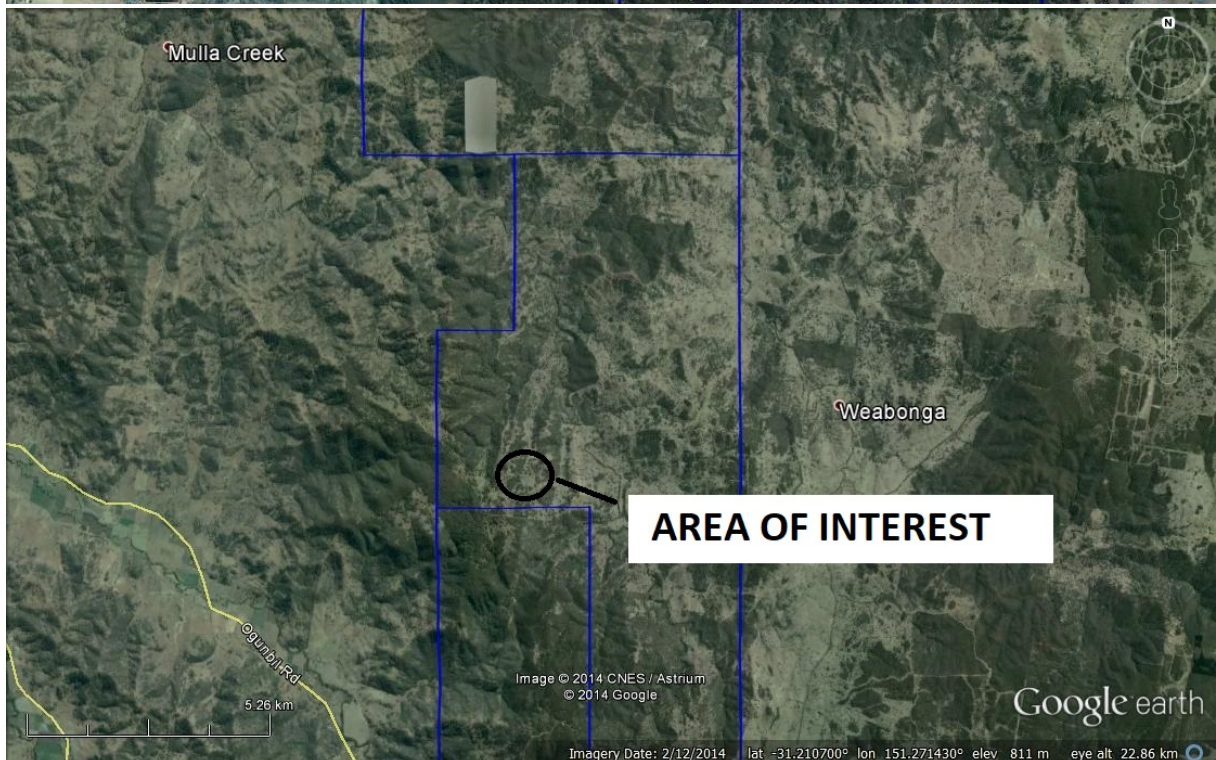 N
Mulla Creek
Weabonga
AREA OF INTEREST
Ogunbil Rd
Image © 2014 CNES / Astrium
© 2014 Google
5.26 km
Google earth
Imagery Date: 2/12/2014 lat -31.210700° lon 151.271430° elev 811 m eye alt 22.86 km